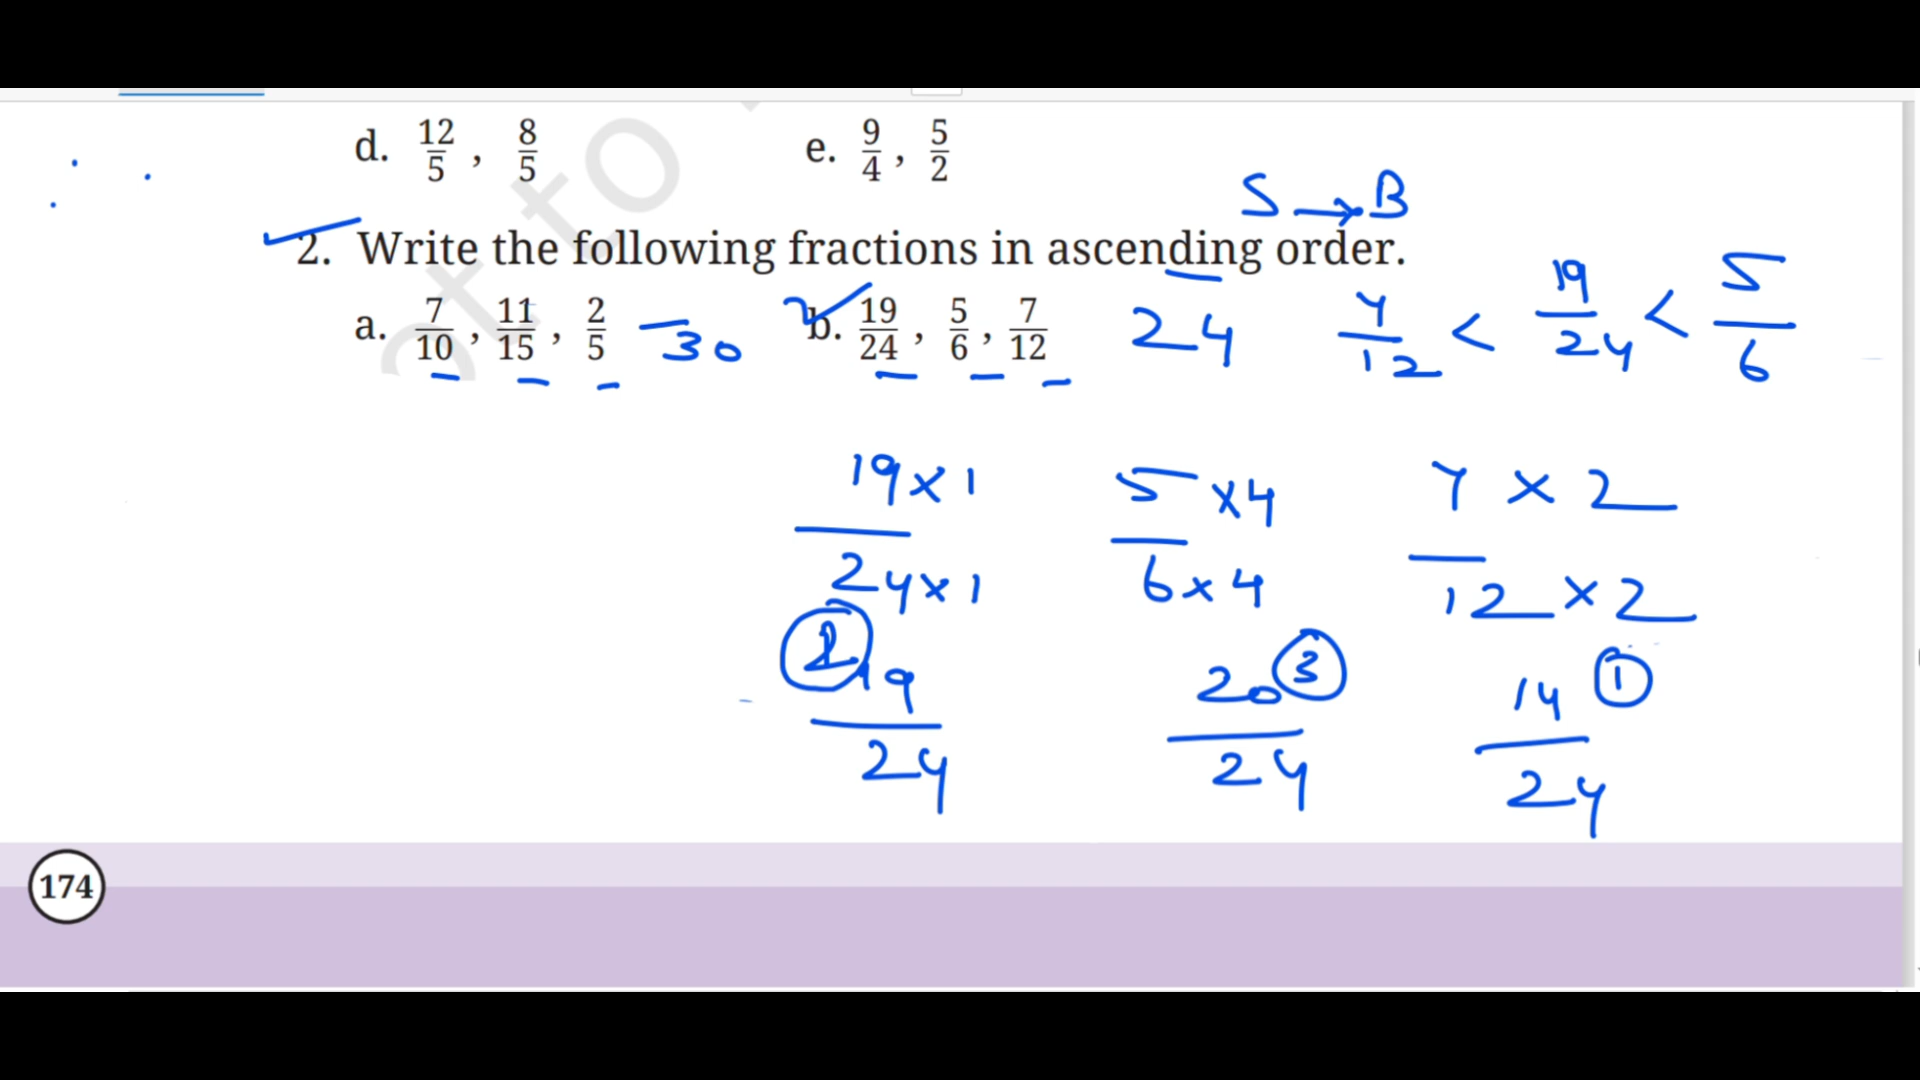 d. 12/5 , 8/5 e. 9/4 , 5/2
S → B
2. Write the following fractions in ascending order.
a. 7/10 , 11/15 , 2/5 — 30 b. 19/24 , 5/6 , 7/12 24 7/12 < 19/24 < 5/6
19×1 / 24×1 5×4 / 6×4 7×2 / 12×2
19/24 20/24 ③ 14/24 ①
174